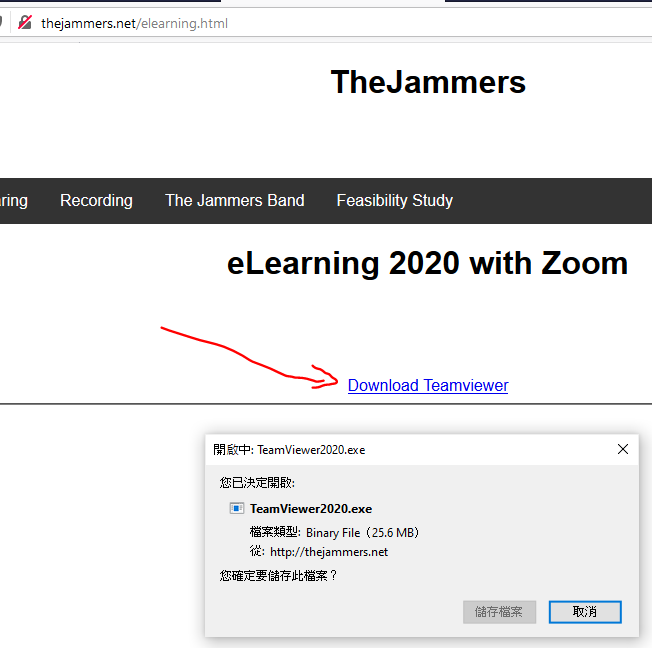 thejammers.net/elearning.html
TheJammers
ring Recording The Jammers Band Feasibility Study
eLearning 2020 with Zoom
Download Teamviewer
開啟中: TeamViewer2020.exe
您已決定開啟:
TeamViewer2020.exe
檔案類型: Binary File (25.6 MB)
從: http://thejammers.net
您確定要儲存此檔案？
儲存檔案 取消